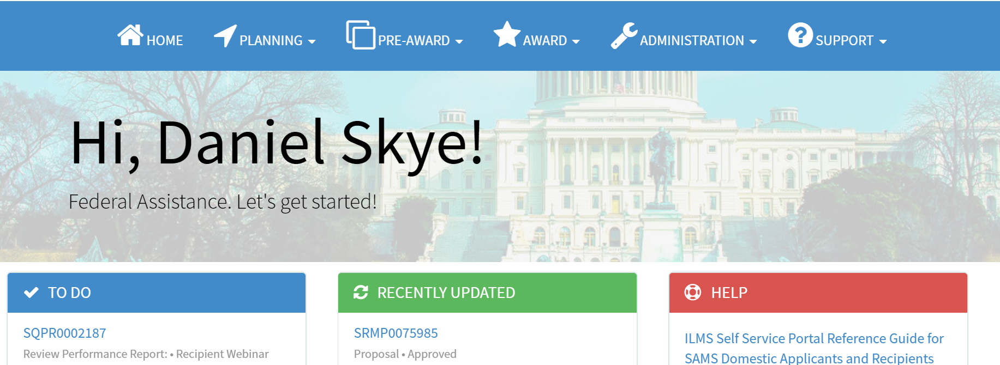 HOME PLANNING PRE-AWARD AWARD ADMINISTRATION SUPPORT
Hi, Daniel Skye!
Federal Assistance. Let's get started!
TO DO
SQPR0002187
Review Performance Report: • Recipient Webinar
RECENTLY UPDATED
SRMP0075985
Proposal • Approved
HELP
ILMS Self Service Portal Reference Guide for
SAMS Domestic Applicants and Recipients